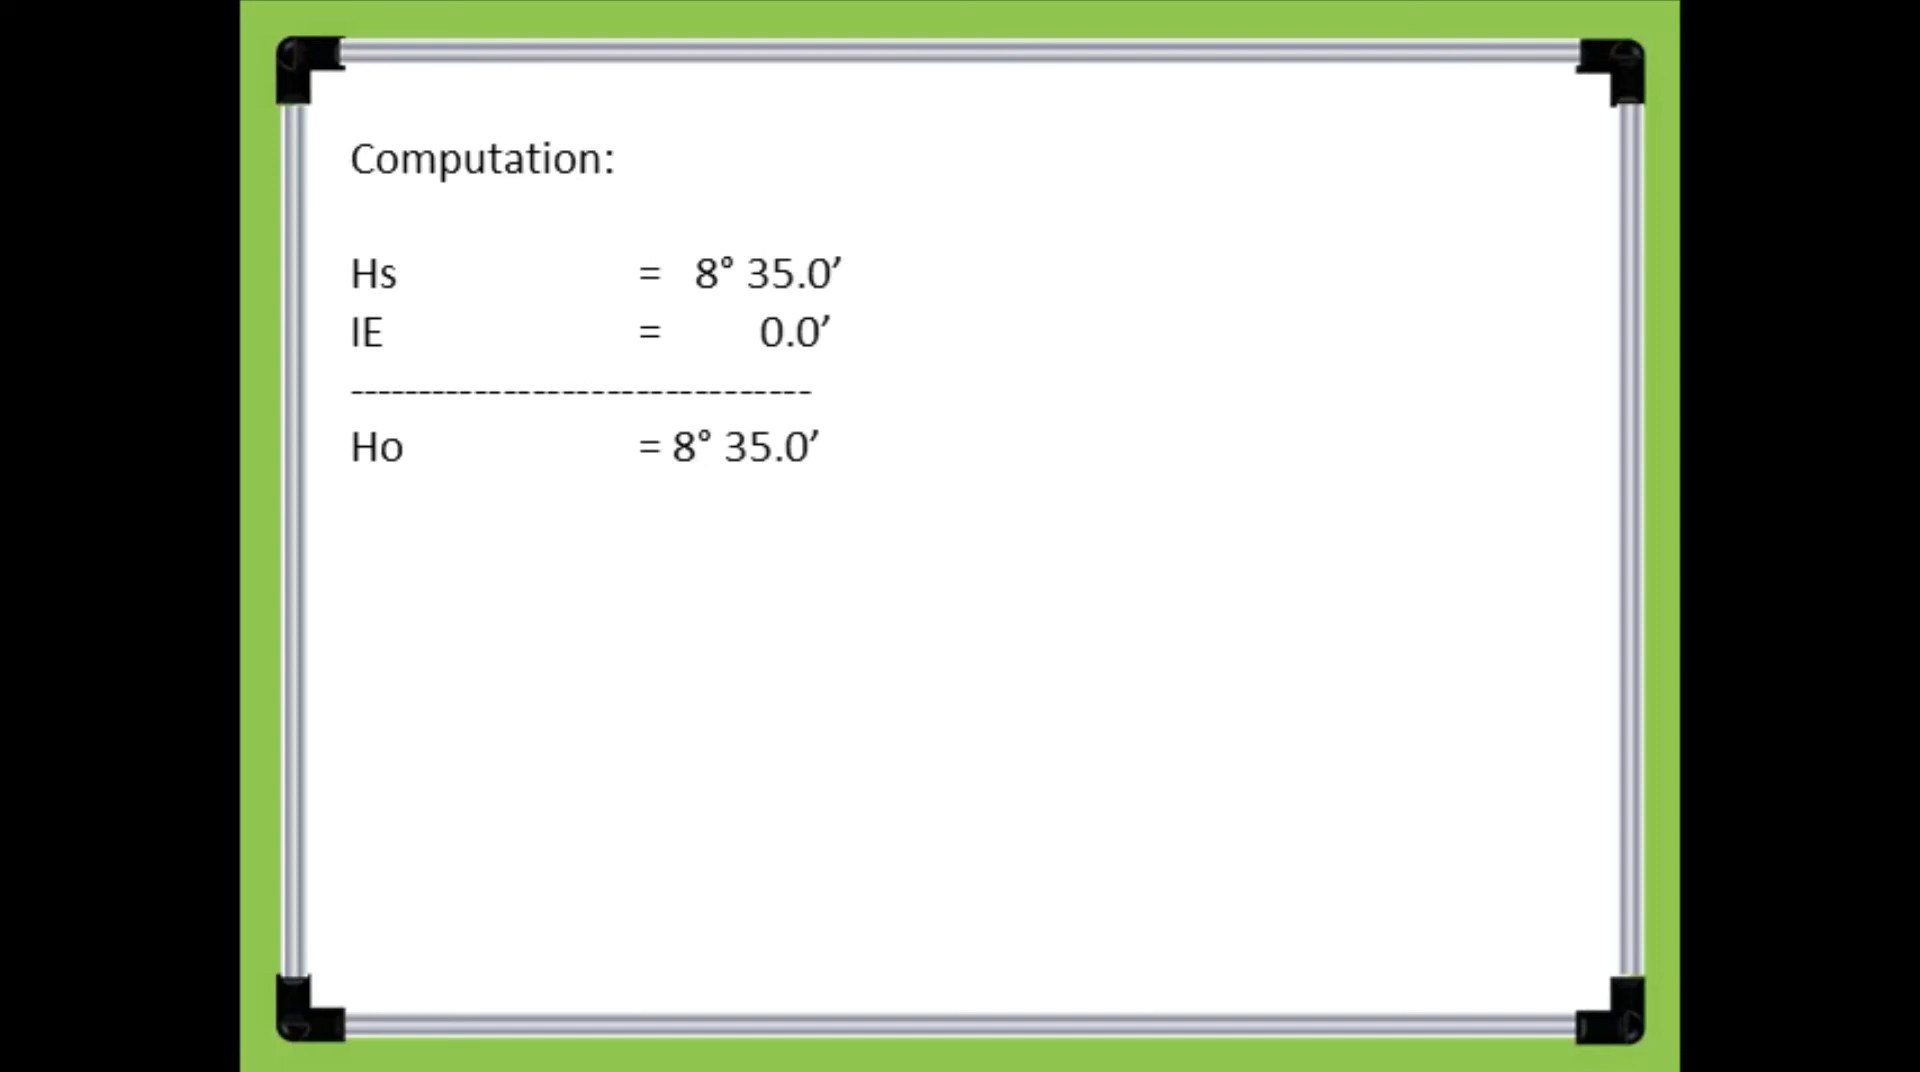 Computation:
Hs = 8° 35.0’
IE = 0.0’
---------------------------------
Ho = 8° 35.0’